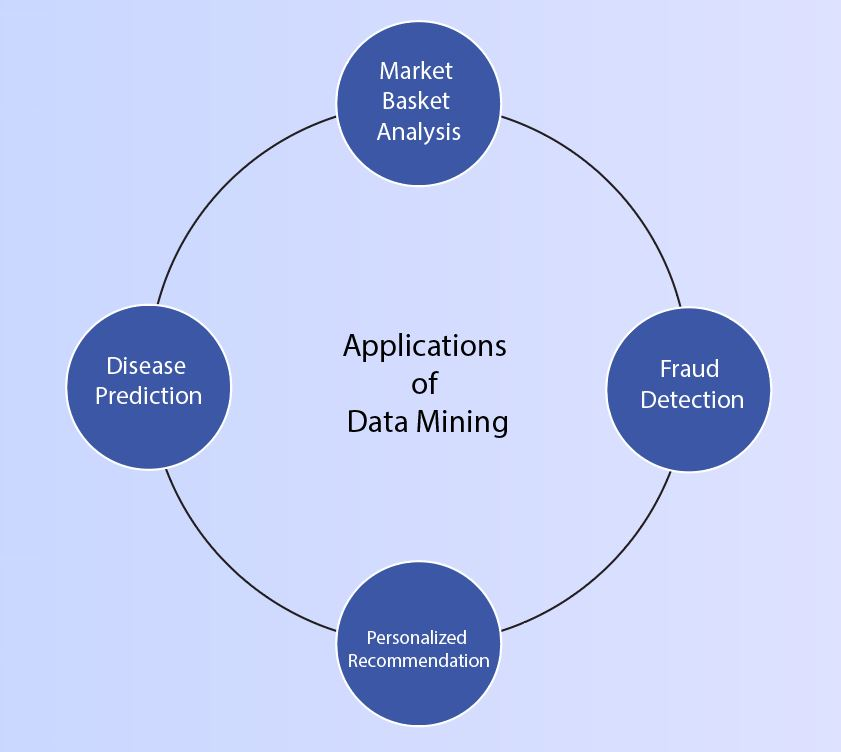 Market
Basket
Analysis
Disease
Prediction
Applications
of
Data Mining
Fraud
Detection
Personalized
Recommendation